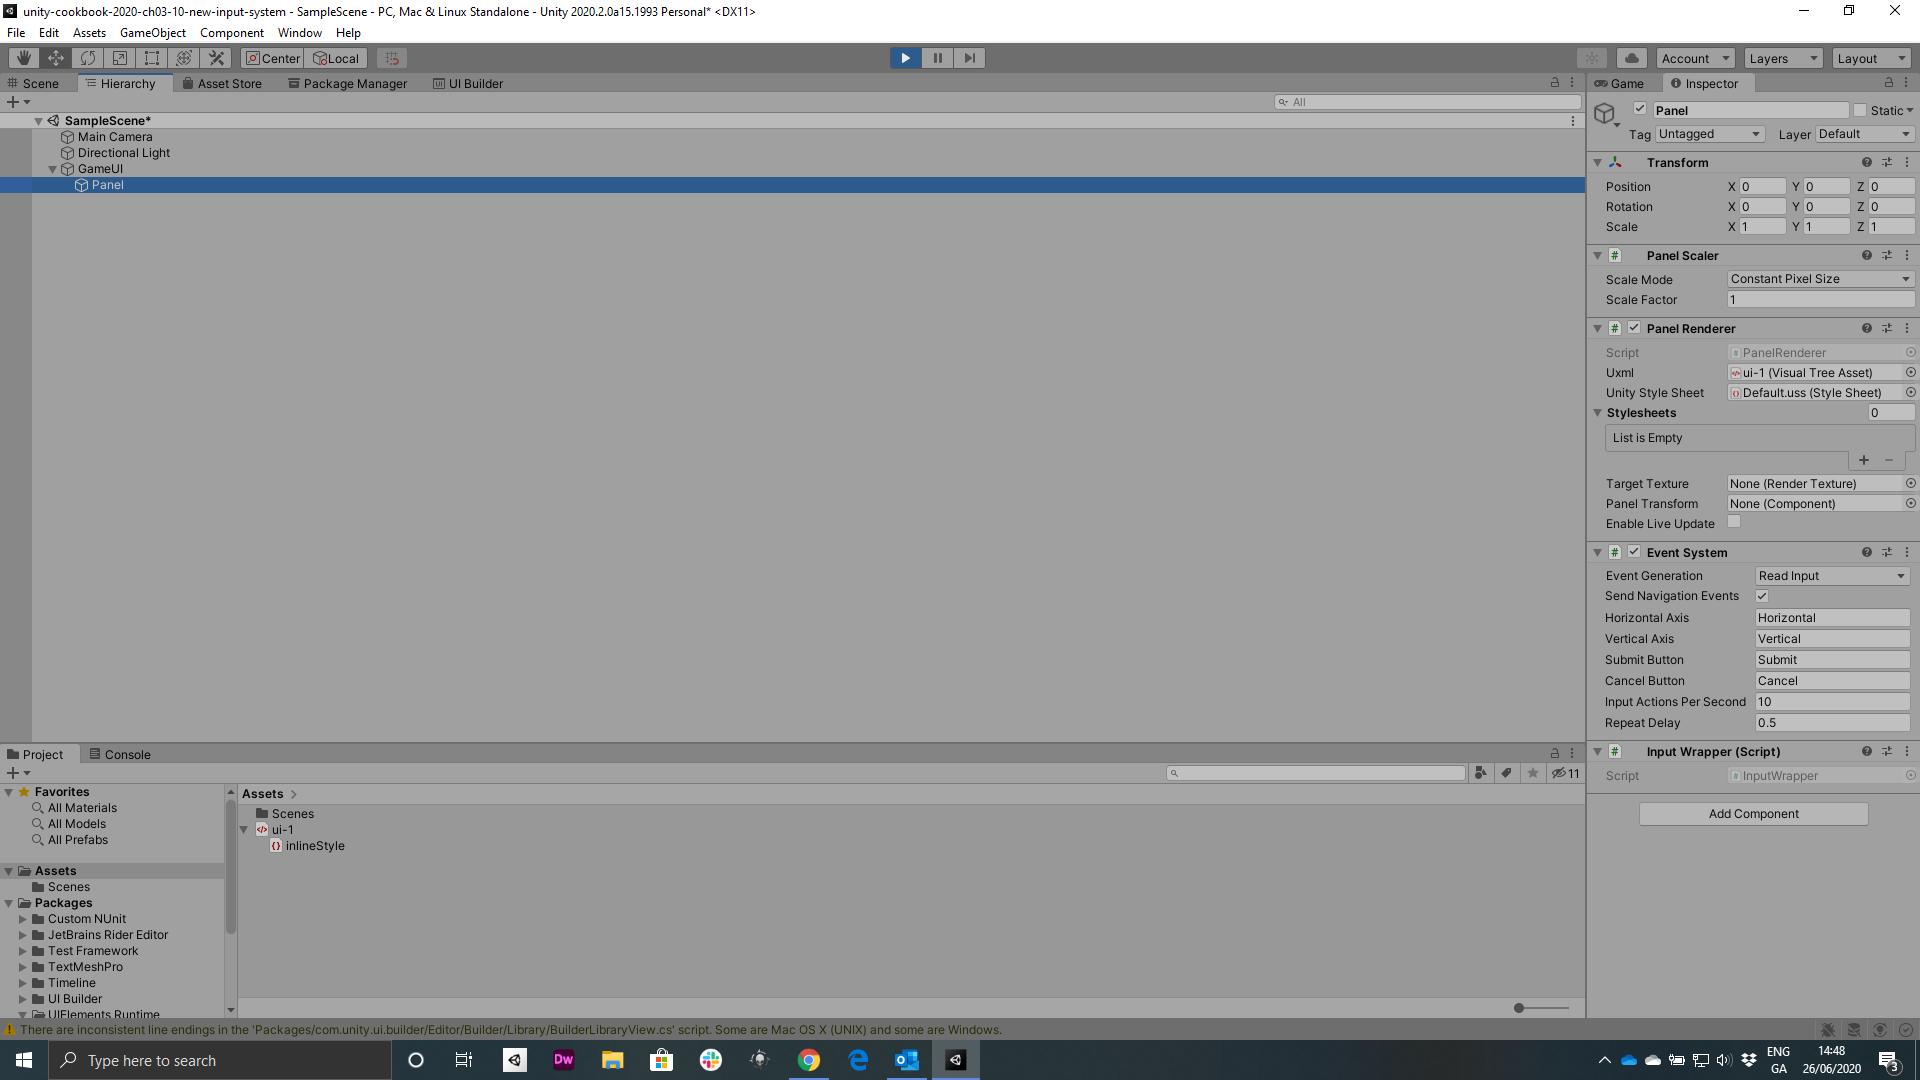 unity-cookbook-2020-ch03-10-new-input-system - SampleScene - PC, Mac & Linux Standalone - Unity 2020.2.0a15.1993 Personal* <DX11>
File Edit Assets GameObject Component Window Help
Center Local Account Layers Layout
Scene Hierarchy Asset Store Package Manager UI Builder
All
SampleScene*
Main Camera
Directional Light
GameUI
Panel
Game Inspector
Panel Static
Tag Untagged Layer Default
Transform
Position X 0 Y 0 Z 0
Rotation X 0 Y 0 Z 0
Scale X 1 Y 1 Z 1
# Panel Scaler
Scale Mode Constant Pixel Size
Scale Factor 1
# Panel Renderer
Script PanelRenderer
Uxml ui-1 (Visual Tree Asset)
Unity Style Sheet Default.uss (Style Sheet)
Stylesheets 0
List is Empty
+ −
Target Texture None (Render Texture)
Panel Transform None (Component)
Enable Live Update
# Event System
Event Generation Read Input
Send Navigation Events
Horizontal Axis Horizontal
Vertical Axis Vertical
Submit Button Submit
Cancel Button Cancel
Input Actions Per Second 10
Repeat Delay 0.5
# Input Wrapper (Script)
Script InputWrapper
Add Component
Project Console
11
Favorites
All Materials
All Models
All Prefabs
Assets
Scenes
Packages
Custom NUnit
JetBrains Rider Editor
Test Framework
TextMeshPro
Timeline
UI Builder
UIElements Runtime
Assets >
Scenes
ui-1
inlineStyle
There are inconsistent line endings in the 'Packages/com.unity.ui.builder/Editor/Builder/Library/BuilderLibraryView.cs' script. Some are Mac OS X (UNIX) and some are Windows.
Type here to search
Dw
ENG
GA
14:48
26/06/2020
3